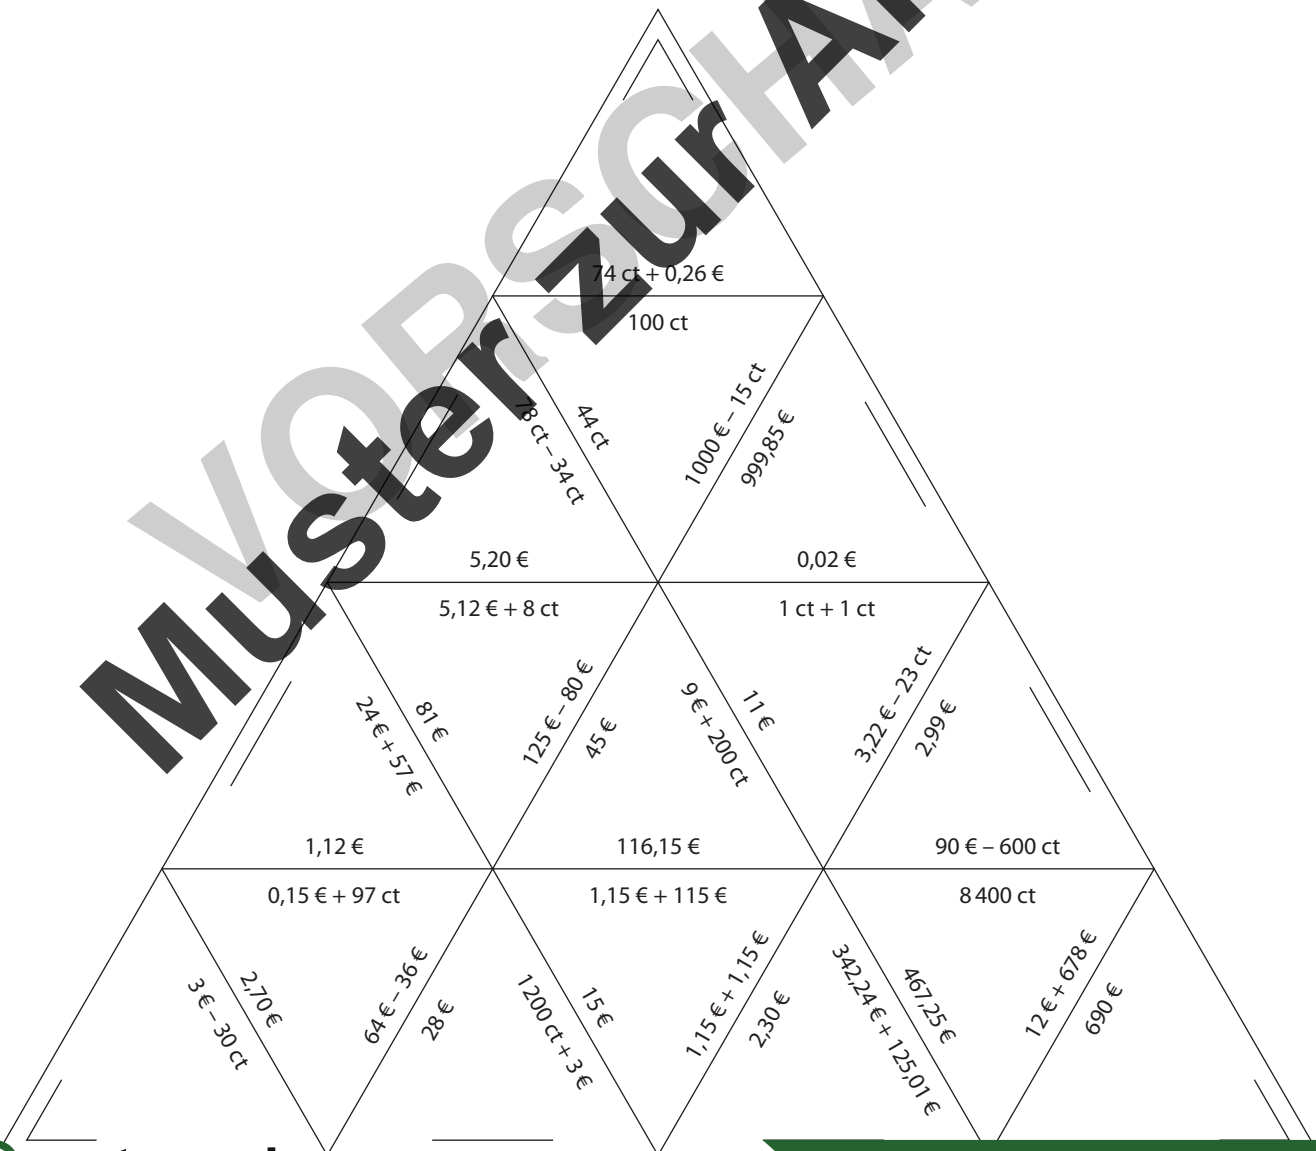 VORSCHA
Muster zur A
74 ct + 0,26 €
100 ct
78 ct – 34 ct
44 ct
1000 € – 15 ct
999,85 €
5,20 €
0,02 €
5,12 € + 8 ct
1 ct + 1 ct
24 € + 57 €
81 €
125 € – 80 €
45 €
9 € + 200 ct
11 €
3,22 € – 23 ct
2,99 €
1,12 €
116,15 €
90 € – 600 ct
0,15 € + 97 ct
1,15 € + 115 €
8 400 ct
3 € – 30 ct
2,70 €
64 € – 36 €
28 €
1200 ct + 3 €
15 €
1,15 € + 1,15 €
2,30 €
342,24 € + 125,01 €
467,25 €
12 € + 678 €
690 €